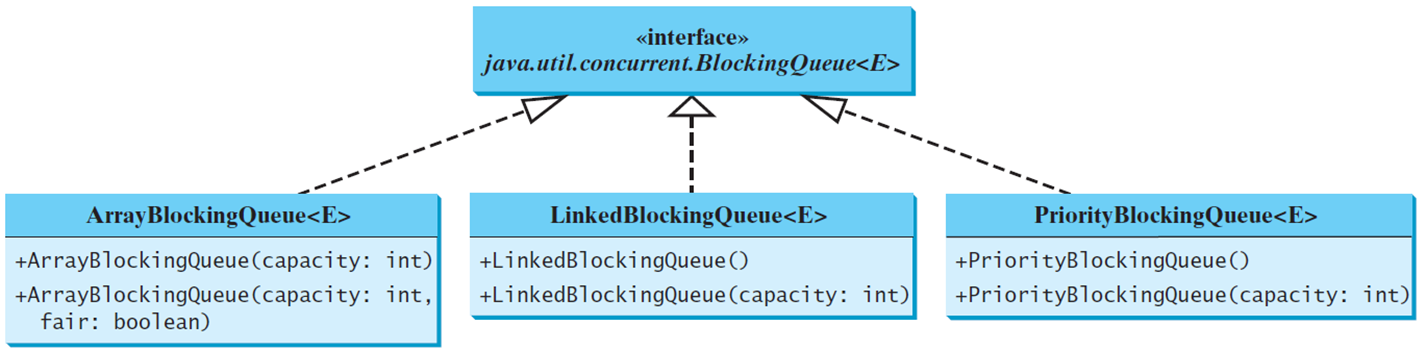 «interface»
java.util.concurrent.BlockingQueue<E>
ArrayBlockingQueue<E>
+ArrayBlockingQueue(capacity: int)
+ArrayBlockingQueue(capacity: int,
fair: boolean)
LinkedBlockingQueue<E>
+LinkedBlockingQueue()
+LinkedBlockingQueue(capacity: int)
PriorityBlockingQueue<E>
+PriorityBlockingQueue()
+PriorityBlockingQueue(capacity: int)